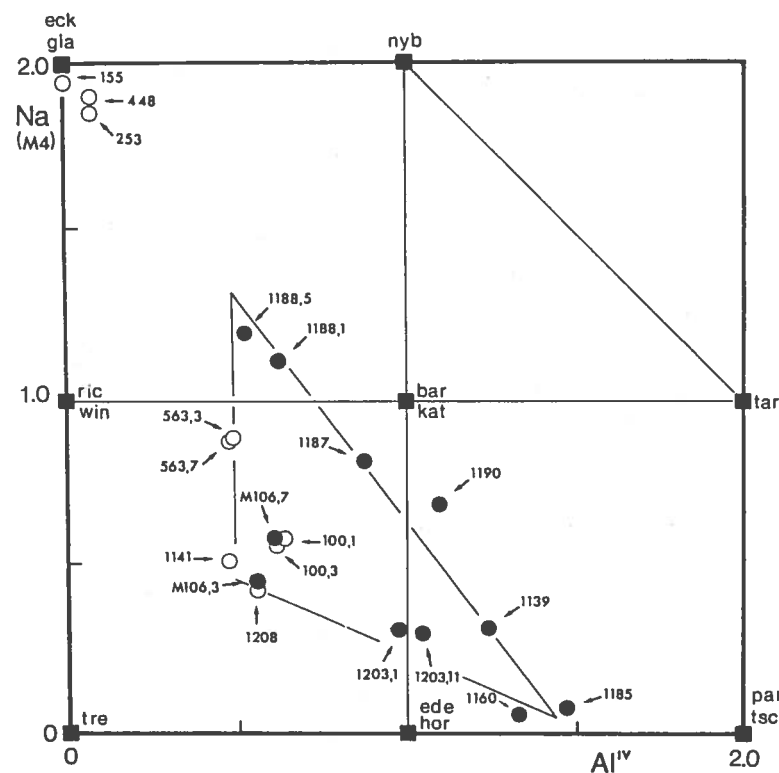 eck
gla
nyb
2.0
155
448
Na
(M4)
253
1188,5
1188,1
1.0
ric
win
bar
kat
tar
563,3
1187
563,7
1190
M106,7
100,1
1141
100,3
M106,3
1139
1208
1203,1
1203,11
1160
1185
par
tsc
ede
hor
0
tre
0
Al^IV
2.0